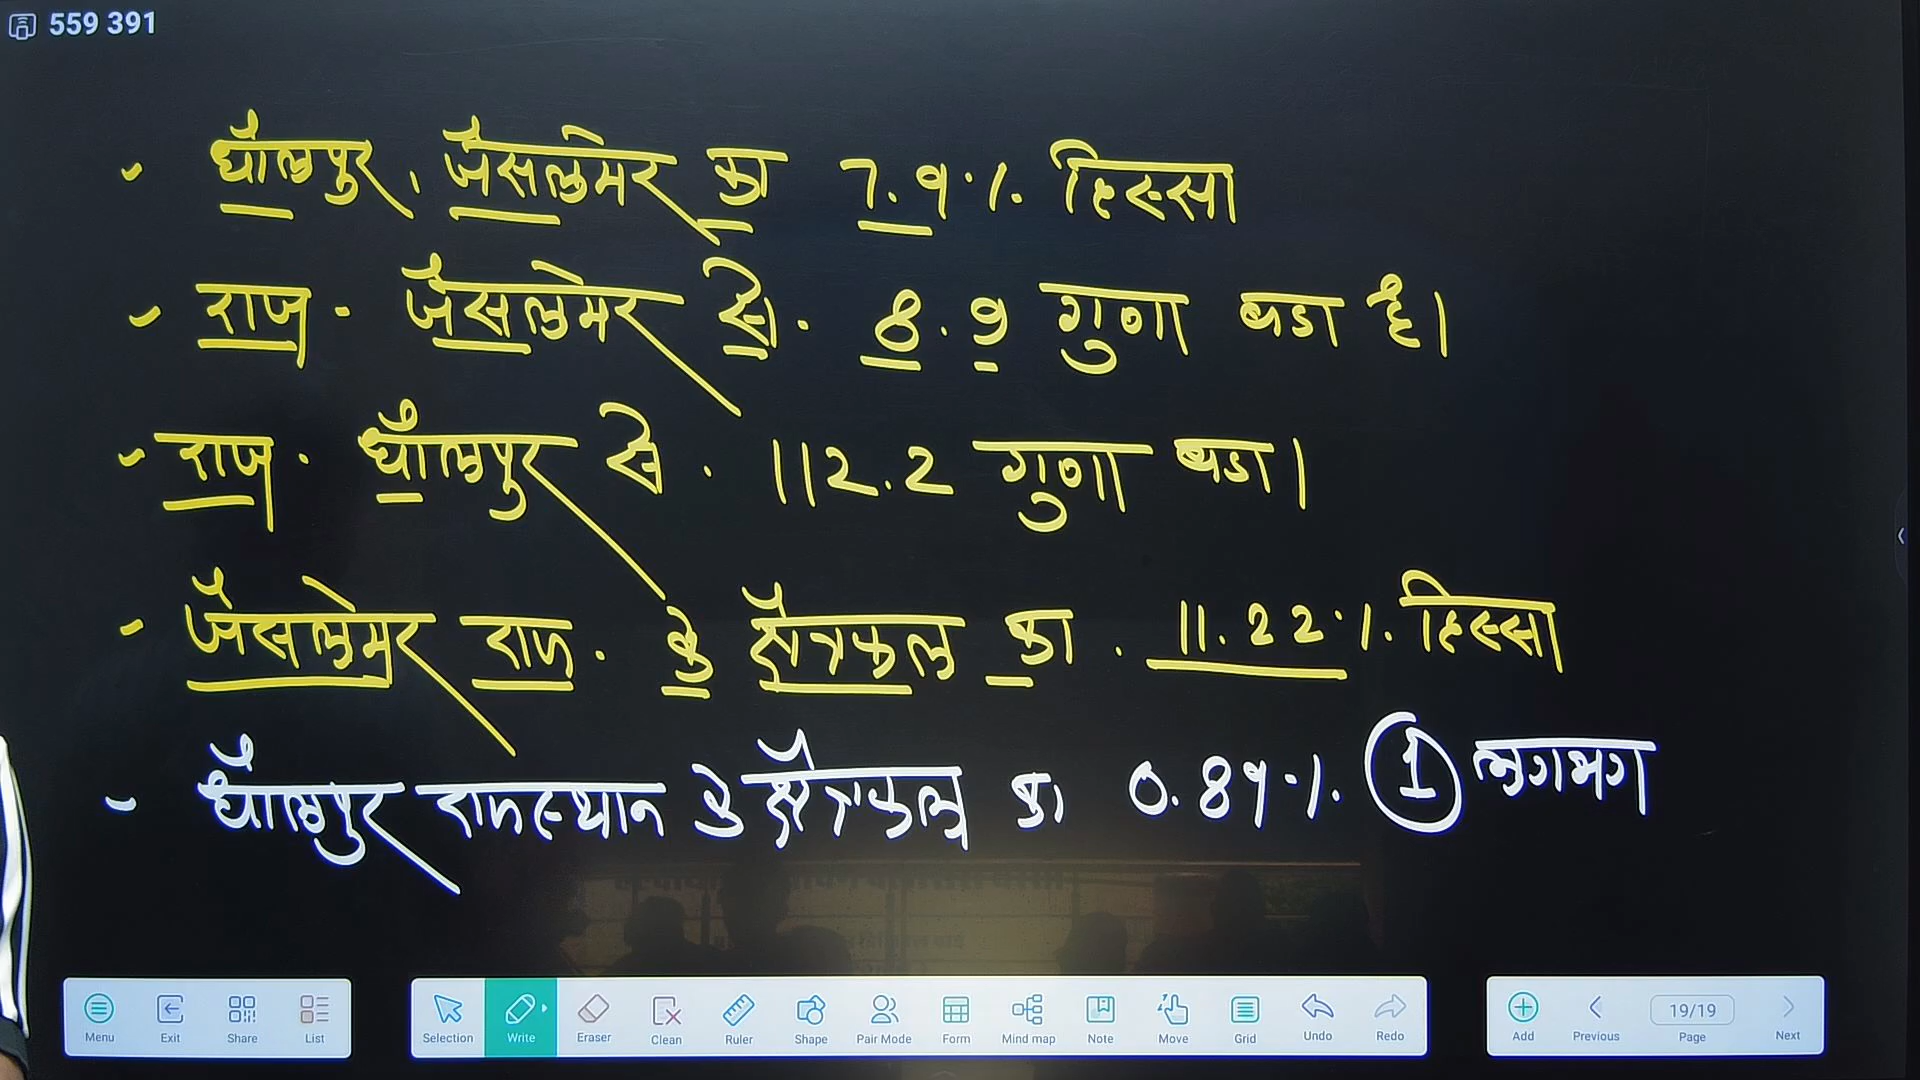 559 391
धौलपुर, जैसलमेर का 7.9% हिस्सा
राज. जैसलमेर से 8.9 गुणा बडा है।
राज. धौलपुर से 112.2 गुणा बडा।
जैसलमेर राज. के क्षैत्रफल का 11.22% हिस्सा
धौलपुर राजस्थान के क्षैत्रफल का 0.89% 1 लगभग
Menu Exit Share List Selection Write Eraser Clean Ruler Shape Pair Mode Form Mind map Note Move Grid Undo Redo Add Previous 19/19 Page Next